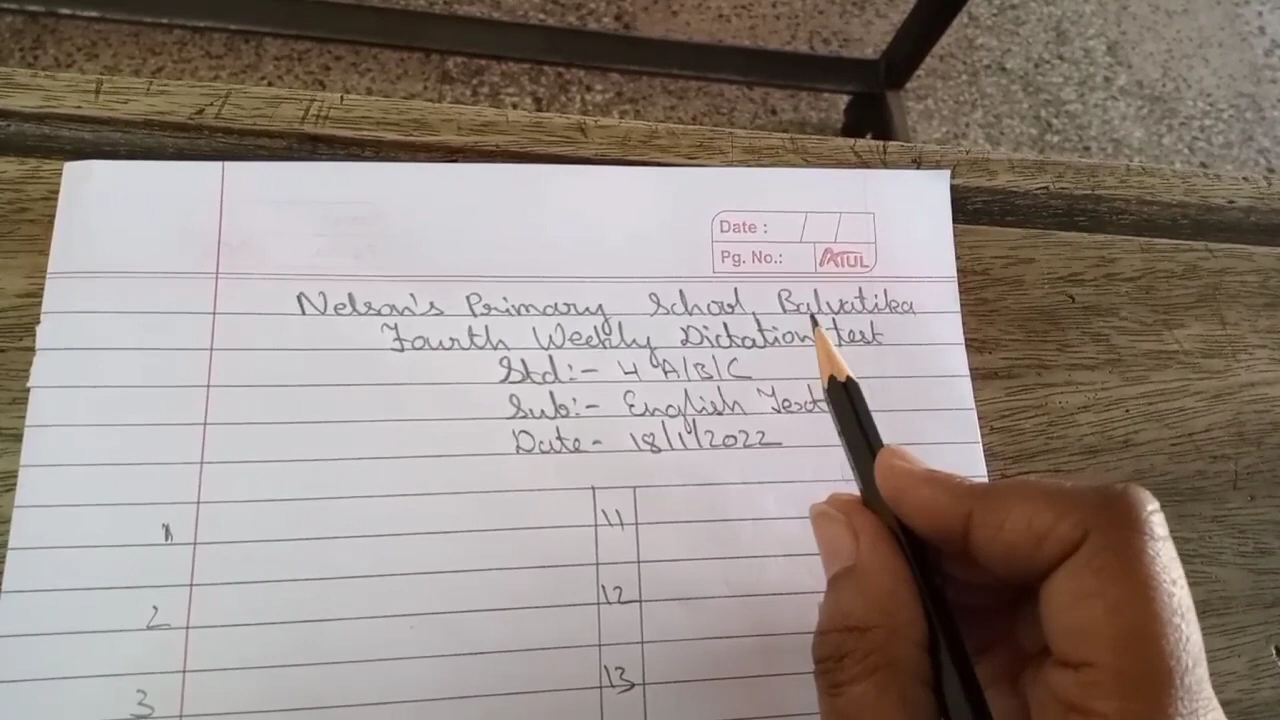 Date : / /
Pg. No.: ATUL
Nelson's Primary School, Balvatika
Fourth Weekly Dictation test
Std:- 4 A/B/C
Sub:- English Text
Date- 18/1/2022
1 11
2 12
3 13